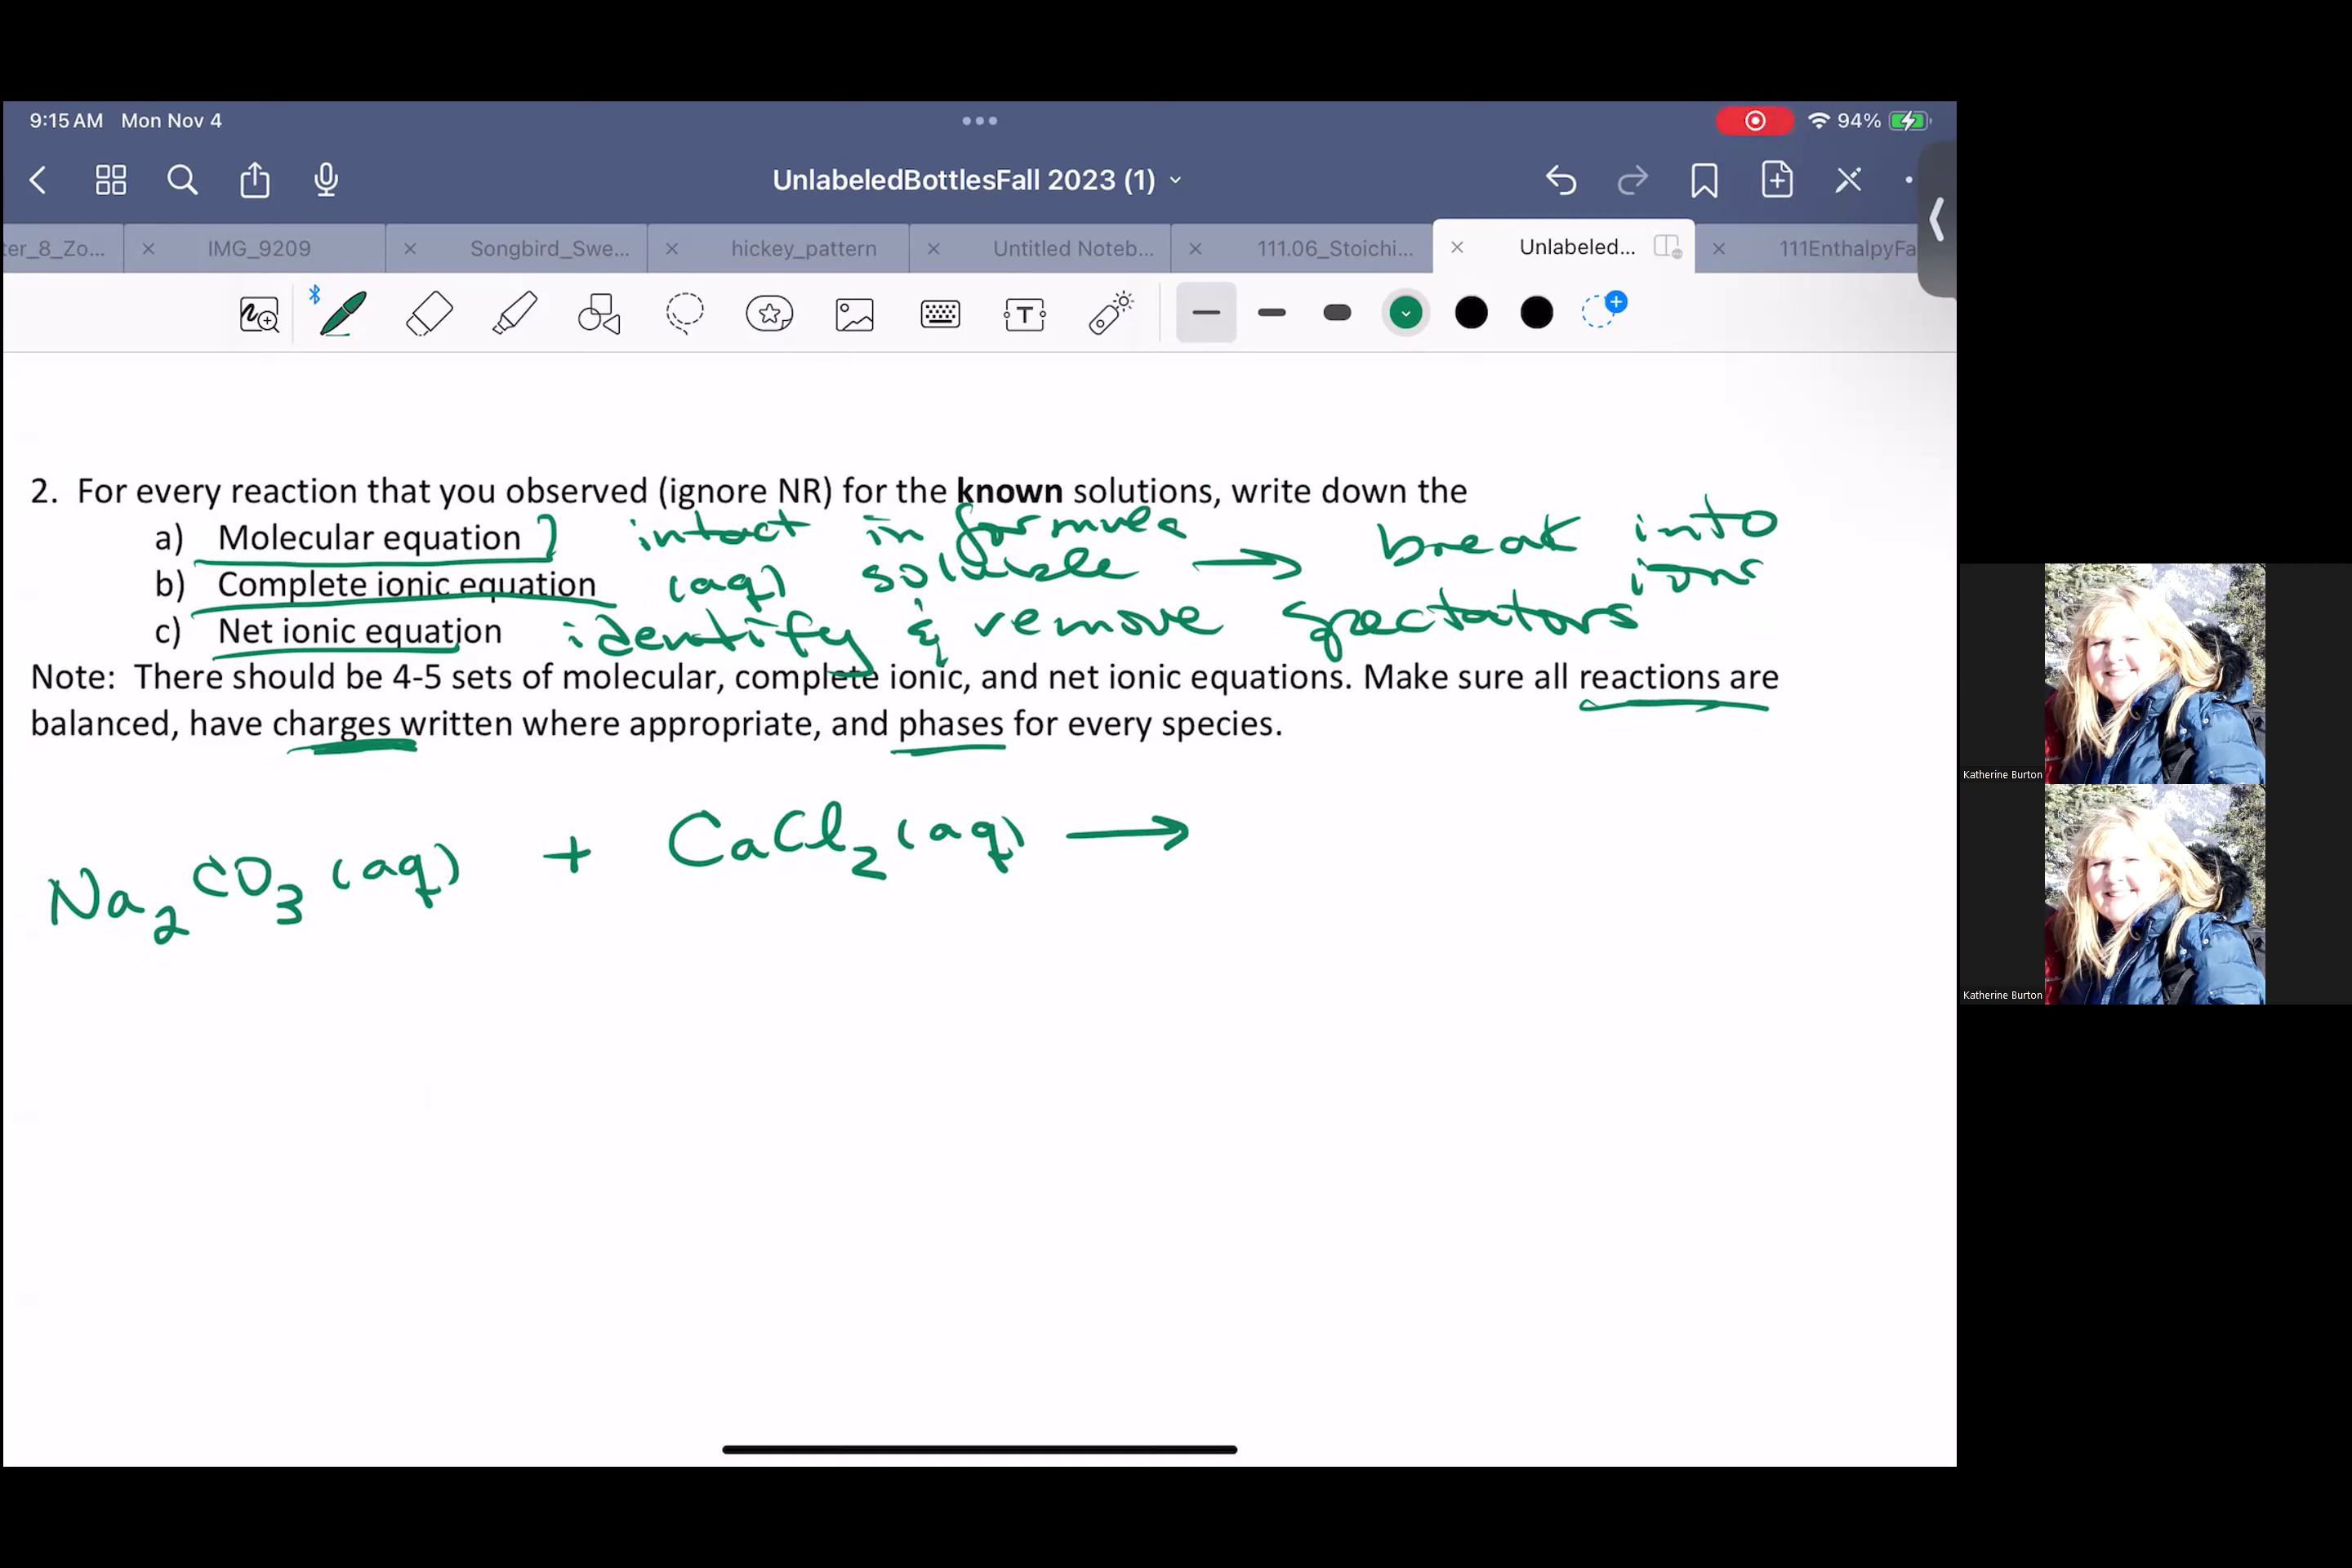 9:15 AM Mon Nov 4
94%
UnlabeledBottlesFall 2023 (1)
ter_8_Zo... IMG_9209 Songbird_Swe... hickey_pattern Untitled Noteb... 111.06_Stoichi... Unlabeled... 111EnthalpyFa
2. For every reaction that you observed (ignore NR) for the known solutions, write down the
a) Molecular equation } intact in formula
b) Complete ionic equation (aq) soluble → break into ions
c) Net ionic equation identify & remove spectators
Note: There should be 4-5 sets of molecular, complete ionic, and net ionic equations. Make sure all reactions are
balanced, have charges written where appropriate, and phases for every species.
Na₂CO₃(aq) + CaCl₂(aq) →
Katherine Burton
Katherine Burton